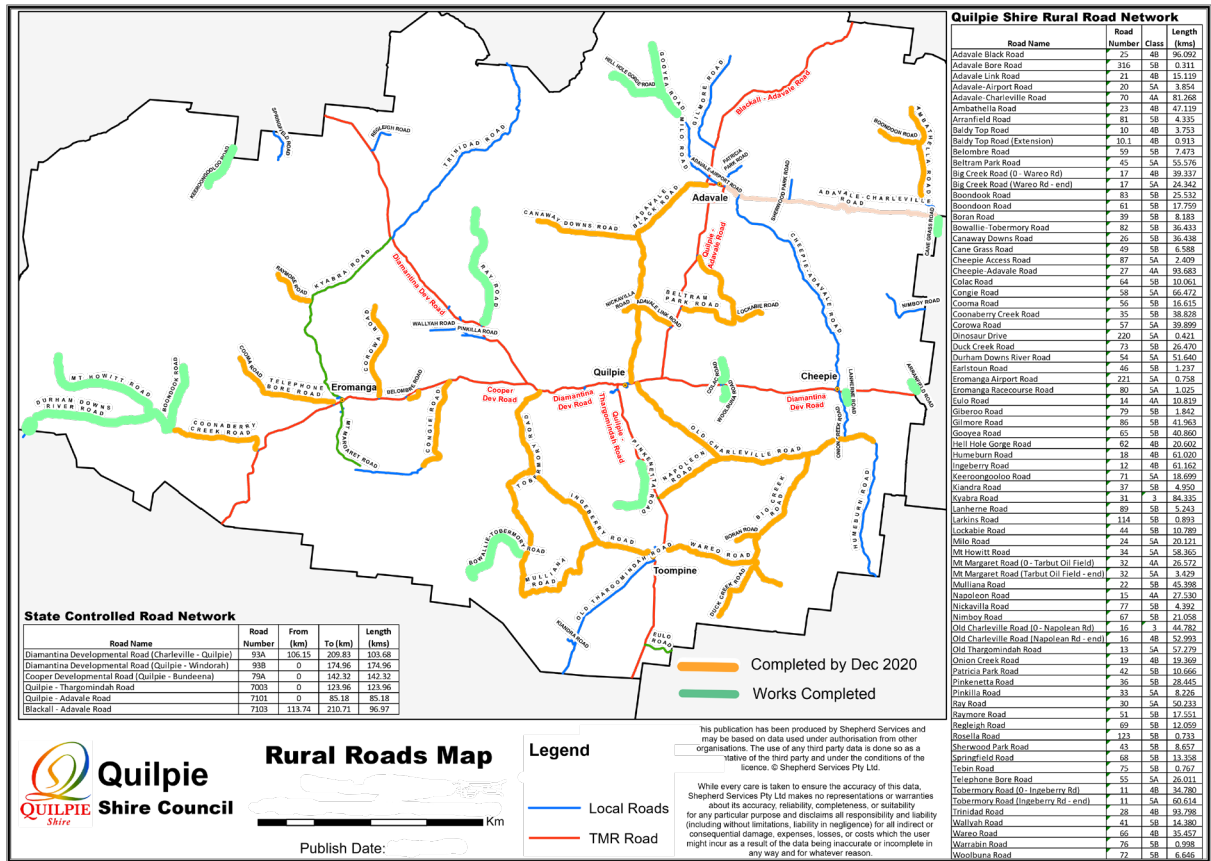 Quilpie Shire Rural Road Network
Road Name Road Number Class Length (kms)
Adavale Black Road 25 4B 96.092
Adavale Bore Road 316 5B 0.311
Adavale Link Road 21 4B 15.119
Adavale-Airport Road 20 5A 3.854
Adavale-Charleville Road 70 4A 81.268
Ambathella Road 23 4B 47.119
Arranfield Road 81 5B 4.335
Baldy Top Road 10 4B 3.753
Baldy Top Road (Extension) 10.1 4B 0.913
Belombre Road 59 5B 7.473
Beltram Park Road 45 5A 55.576
Big Creek Road (0 - Wareo Rd) 17 4B 39.337
Big Creek Road (Wareo Rd - end) 17 5A 24.342
Boondook Road 83 5B 25.532
Boondoon Road 61 5B 17.759
Boran Road 39 5B 8.183
Bowallie-Tobermory Road 82 5B 36.433
Canaway Downs Road 26 5B 36.438
Cane Grass Road 49 5B 6.588
Cheepie Access Road 87 5A 2.409
Cheepie-Adavale Road 27 4A 93.683
Colac Road 64 5B 10.061
Congie Road 58 5A 66.472
Cooma Road 56 5B 16.615
Coonaberry Creek Road 35 5B 38.828
Corowa Road 57 5A 39.899
Dinosaur Drive 220 5A 0.421
Duck Creek Road 73 5B 26.470
Durham Downs River Road 54 5A 51.640
Earlstoun Road 46 5B 1.237
Eromanga Airport Road 221 5A 0.758
Eromanga Racecourse Road 80 5A 1.025
Eulo Road 14 4A 10.819
Giberoo Road 79 5B 1.842
Gilmore Road 86 5B 41.963
Gooyea Road 65 5B 40.860
Hell Hole Gorge Road 62 4B 20.602
Humeburn Road 18 4B 61.020
Ingeberry Road 12 4B 61.162
Keeroongooloo Road 71 5A 18.699
Kiandra Road 37 5B 4.950
Kyabra Road 31 3 84.335
Lanherne Road 89 5B 5.243
Larkins Road 114 5B 0.893
Lockabie Road 44 5B 10.789
Milo Road 24 5A 20.121
Mt Howitt Road 34 5A 58.365
Mt Margaret Road (0 - Tarbut Oil Field) 32 4A 26.572
Mt Margaret Road (Tarbut Oil Field - end) 32 5A 3.429
Mulliana Road 22 5B 45.398
Napoleon Road 15 4A 27.530
Nickavilla Road 77 5B 4.392
Nimboy Road 67 5B 21.058
Old Charleville Road (0 - Napolean Rd) 16 3 44.782
Old Charleville Road (Napolean Rd - end) 16 4B 52.993
Old Thargomindah Road 13 5A 57.279
Onion Creek Road 19 4B 19.369
Patricia Park Road 42 5B 10.666
Pinkenetta Road 36 5B 28.445
Pinkilla Road 33 5A 8.226
Ray Road 30 5A 50.233
Raymore Road 51 5B 17.551
Regleigh Road 69 5B 12.059
Rosella Road 123 5B 0.733
Sherwood Park Road 43 5B 8.657
Springfield Road 68 5B 13.358
Tebin Road 75 5B 0.767
Telephone Bore Road 55 5A 26.011
Tobermory Road (0 - Ingeberry Rd) 11 4B 34.780
Tobermory Road (Ingeberry Rd - end) 11 5A 60.614
Trinidad Road 28 4B 93.798
Wallyah Road 41 5B 14.380
Wareo Road 66 4B 35.457
Warrabin Road 76 5B 0.998
Woolbuna Road 72 5B 6.646
HELL HOLE GORGE ROAD
GOOYEA ROAD
GILMORE ROAD
Blackall - Adavale Road
SPRINGFIELD ROAD
REGLEIGH ROAD
TRINIDAD ROAD
MILO ROAD
BOONDOON ROAD
AMBATHELLA ROAD
KEEROONGOOLOO ROAD
PATRICIA PARK ROAD
ADAVALE-AIRPORT ROAD
SHERWOOD PARK ROAD
Adavale
ADAVALE-CHARLEVILLE ROAD
ADAVALE BLACK ROAD
CANAWAY DOWNS ROAD
CANE GRASS ROAD
CHEEPIE-ADAVALE ROAD
Quilpie - Adavale Road
KYABRA ROAD
Diamantina Dev Road
RAY ROAD
RAYMORE ROAD
NICKAVILLA ROAD
ADAVALE LINK ROAD
BELTRAM PARK ROAD
LOCKABIE ROAD
NIMBOY ROAD
WALLYAH ROAD
PINKILLA ROAD
COROWA ROAD
MT HOWITT ROAD
BOONDOOK ROAD
COOMA ROAD
TELEPHONE BORE ROAD
Eromanga
BELOMBRE ROAD
Cooper Dev Road
Diamantina Dev Road
Quilpie
COLAC ROAD
WOOLBUNA ROAD
Cheepie
Diamantina Dev Road
LANHERNE ROAD
ARRANFIELD ROAD
DURHAM DOWNS RIVER ROAD
COONABERRY CREEK ROAD
MT MARGARET ROAD
CONGIE ROAD
TOBERMORY ROAD
Quilpie - Thargomindah Road
PINKENETTA ROAD
OLD CHARLEVILLE ROAD
NAPOLEON ROAD
ONION CREEK ROAD
BIG CREEK ROAD
HUMEBURN ROAD
INGEBERRY ROAD
BOWALLIE-TOBERMORY ROAD
MULLIANA ROAD
BORAN ROAD
WAREO ROAD
Toompine
DUCK CREEK ROAD
OLD THARGOMINDAH ROAD
KIANDRA ROAD
EULO ROAD
State Controlled Road Network
Road Name Road Number From (km) To (km) Length (kms)
Diamantina Developmental Road (Charleville - Quilpie) 93A 106.15 209.83 103.68
Diamantina Developmental Road (Quilpie - Windorah) 93B 0 174.96 174.96
Cooper Developmental Road (Quilpie - Bundeena) 79A 0 142.32 142.32
Quilpie - Thargomindah Road 7003 0 123.96 123.96
Quilpie - Adavale Road 7101 0 85.18 85.18
Blackall - Adavale Road 7103 113.74 210.71 96.97
Completed by Dec 2020
Works Completed
QUILPIE
Shire
Quilpie
Shire Council
Rural Roads Map
Km
Publish Date:
Legend
Local Roads
TMR Road
his publication has been produced by Shepherd Services and
may be based on data used under authorisation from other
organisations. The use of any third party data is done so as a
tative of the third party and under the conditions of the
licence. © Shepherd Services Pty Ltd.
While every care is taken to ensure the accuracy of this data,
Shepherd Services Pty Ltd makes no representations or warranties
about its accuracy, reliability, completeness, or suitability
for any particular purpose and disclaims all responsibility and liability
(including without limitations, liability in negligence) for all indirect or
consequential damage, expenses, losses, or costs which the user
might incur as a result of the data being inaccurate or incomplete in
any way and for whatever reason.